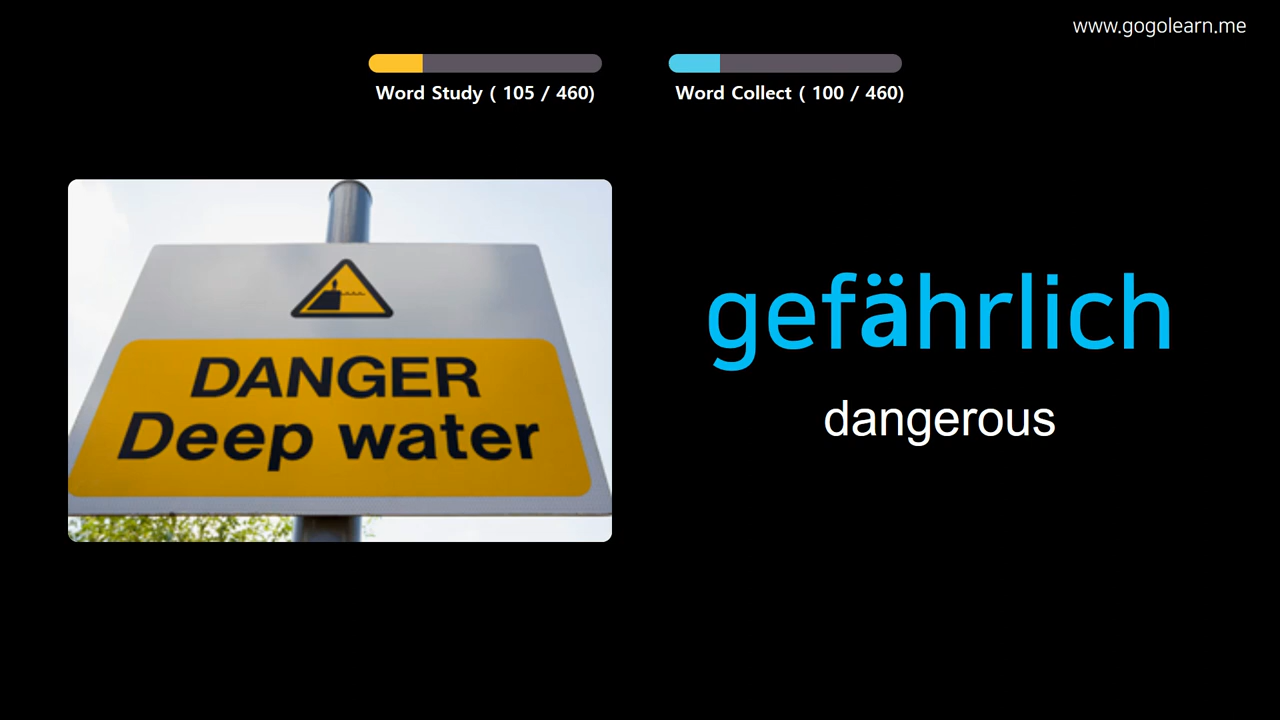 www.gogolearn.me
Word Study ( 105 / 460)
Word Collect ( 100 / 460)
DANGER
Deep water
gefährlich
dangerous